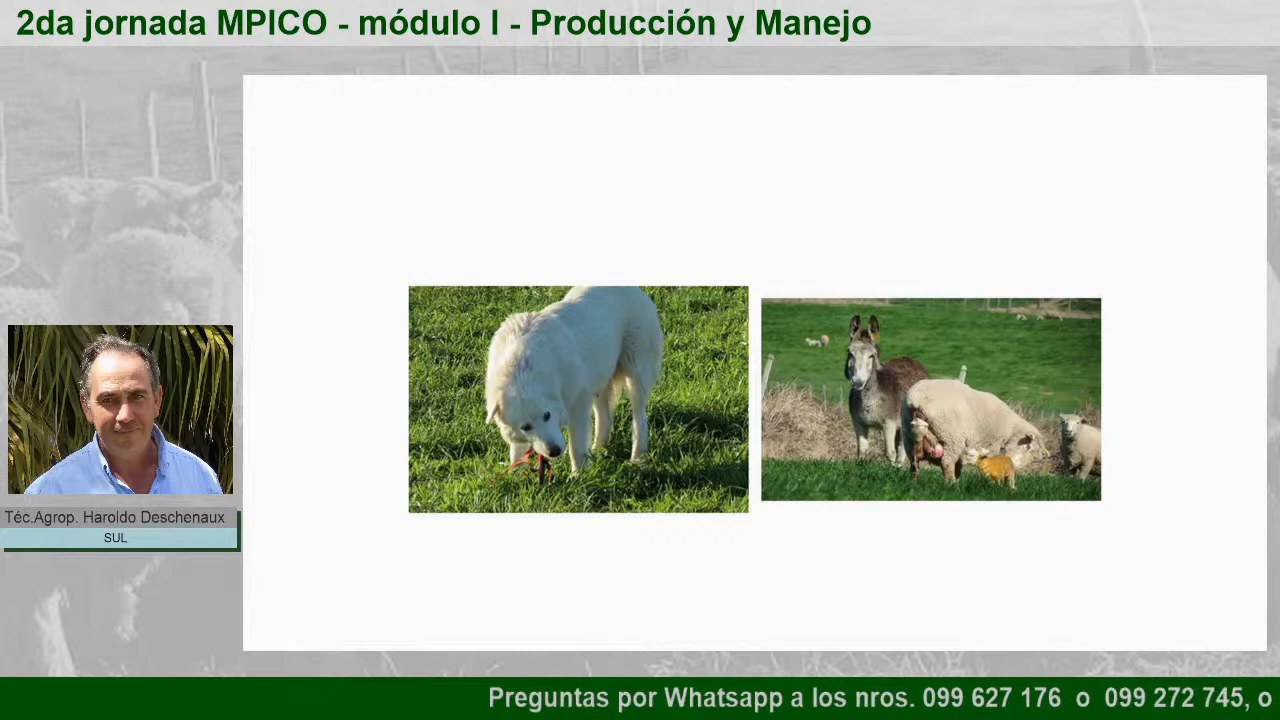 2da jornada MPICO - módulo I - Producción y Manejo
Téc.Agrop. Haroldo Deschenaux
SUL
Preguntas por Whatsapp a los nros. 099 627 176 o 099 272 745, o